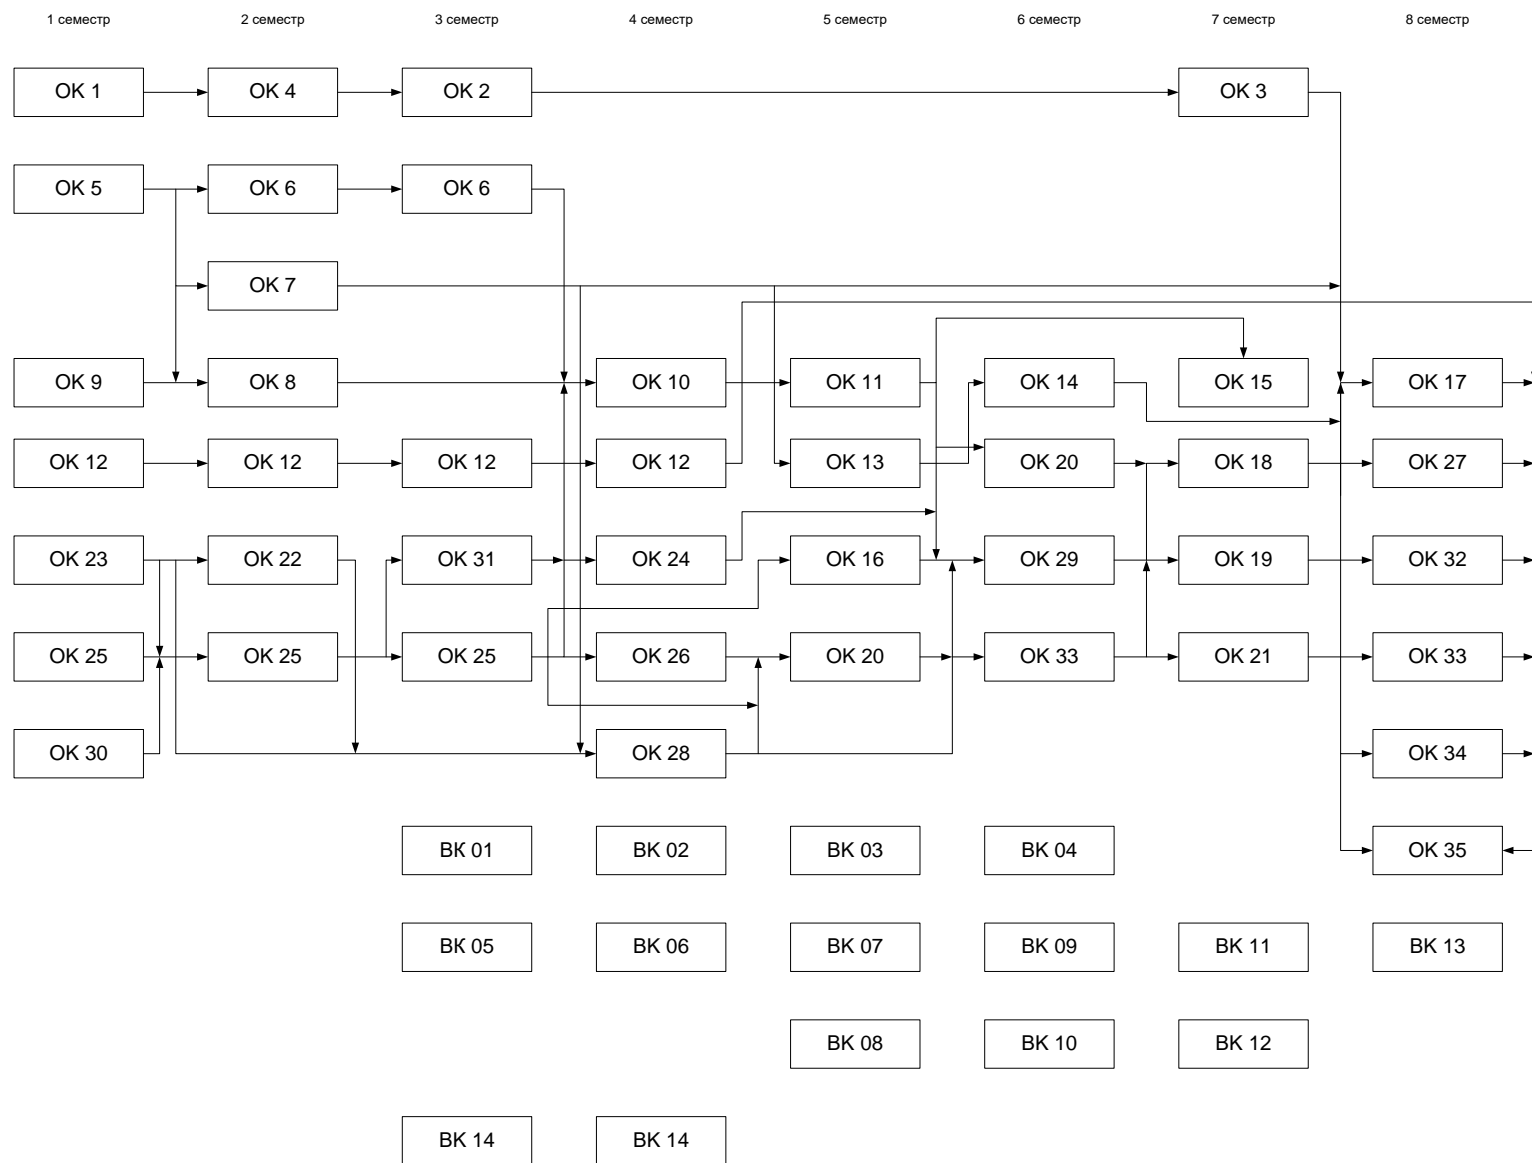 1 семестр 2 семестр 3 семестр 4 семестр 5 семестр 6 семестр 7 семестр 8 семестр
ОК 1 ОК 4 ОК 2 ОК 3
ОК 5 ОК 6 ОК 6
ОК 7
ОК 9 ОК 8 ОК 10 ОК 11 ОК 14 ОК 15 ОК 17
ОК 12 ОК 12 ОК 12 ОК 12 ОК 13 ОК 20 ОК 18 ОК 27
ОК 23 ОК 22 ОК 31 ОК 24 ОК 16 ОК 29 ОК 19 ОК 32
ОК 25 ОК 25 ОК 25 ОК 26 ОК 20 ОК 33 ОК 21 ОК 33
ОК 30 ОК 28 ОК 34
ВК 01 ВК 02 ВК 03 ВК 04 ОК 35
ВК 05 ВК 06 ВК 07 ВК 09 ВК 11 ВК 13
ВК 08 ВК 10 ВК 12
ВК 14 ВК 14